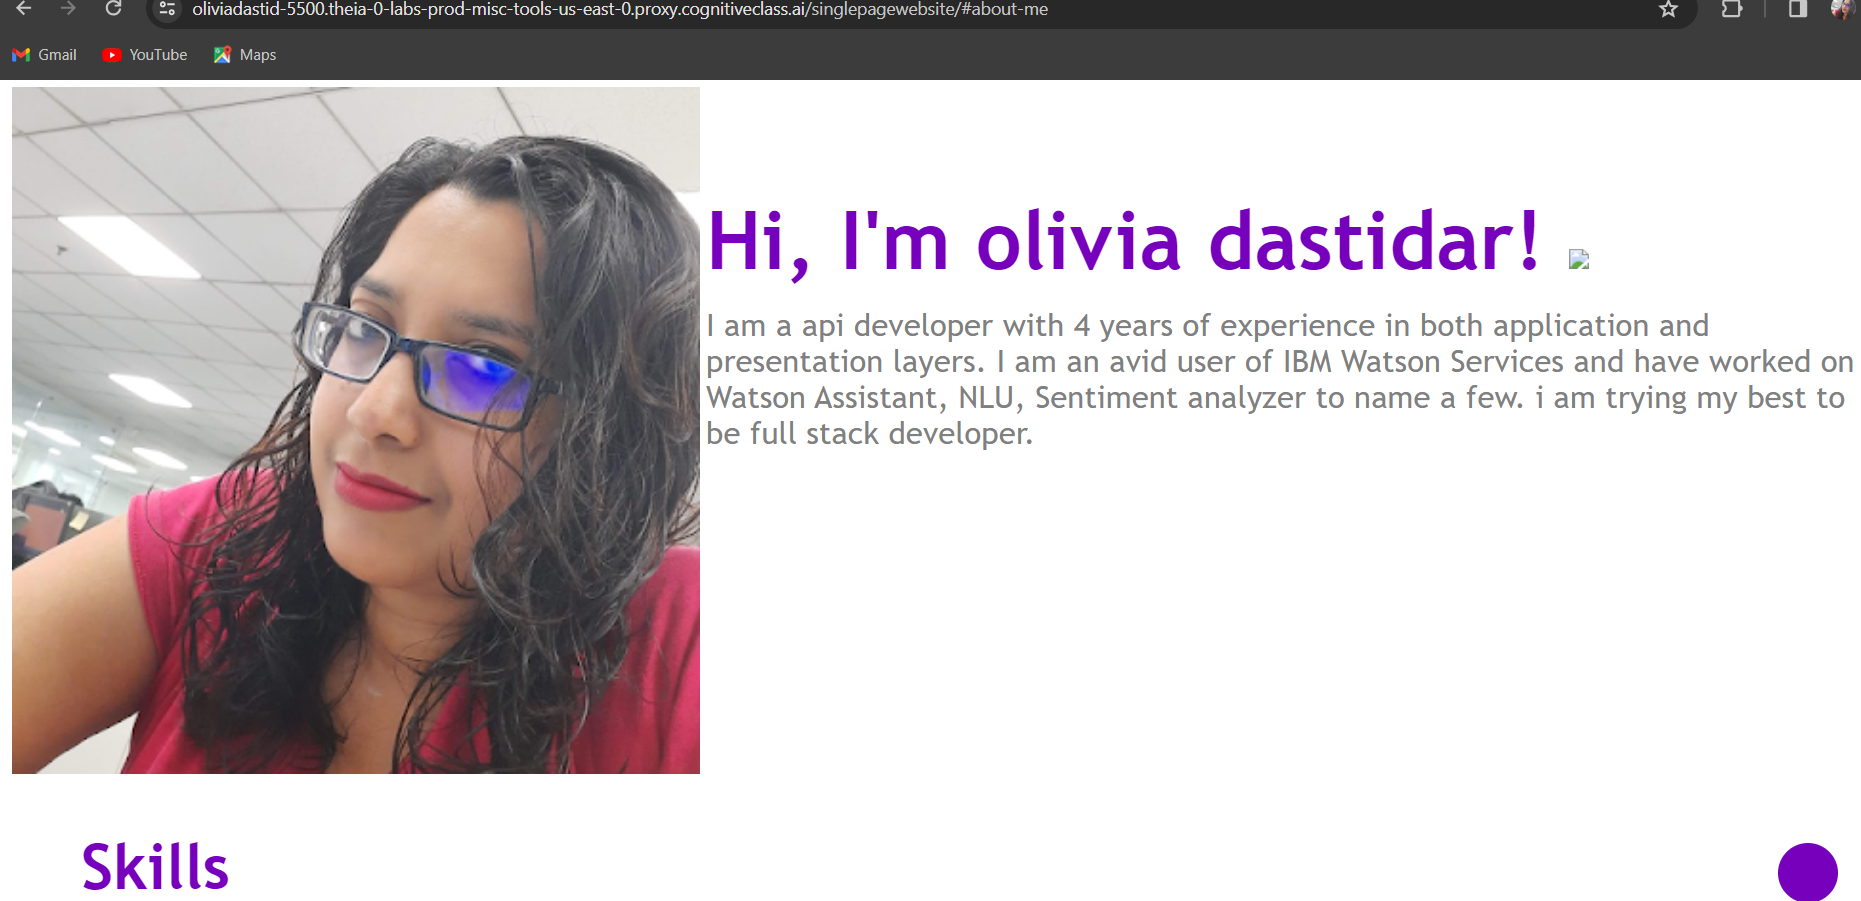 oliviadastid-5500.theia-0-labs-prod-misc-tools-us-east-0.proxy.cognitiveclass.ai/singlepagewebsite/#about-me
Gmail YouTube Maps
Hi, I'm olivia dastidar!
I am a api developer with 4 years of experience in both application and
presentation layers. I am an avid user of IBM Watson Services and have worked on
Watson Assistant, NLU, Sentiment analyzer to name a few. i am trying my best to
be full stack developer.
Skills